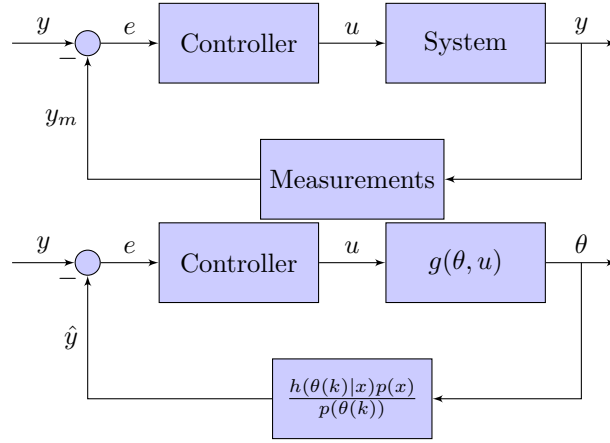 y e Controller u System y
−
y_m
Measurements
y e Controller u g(θ, u) θ
−
ŷ
h(θ(k)|x)p(x)
p(θ(k))